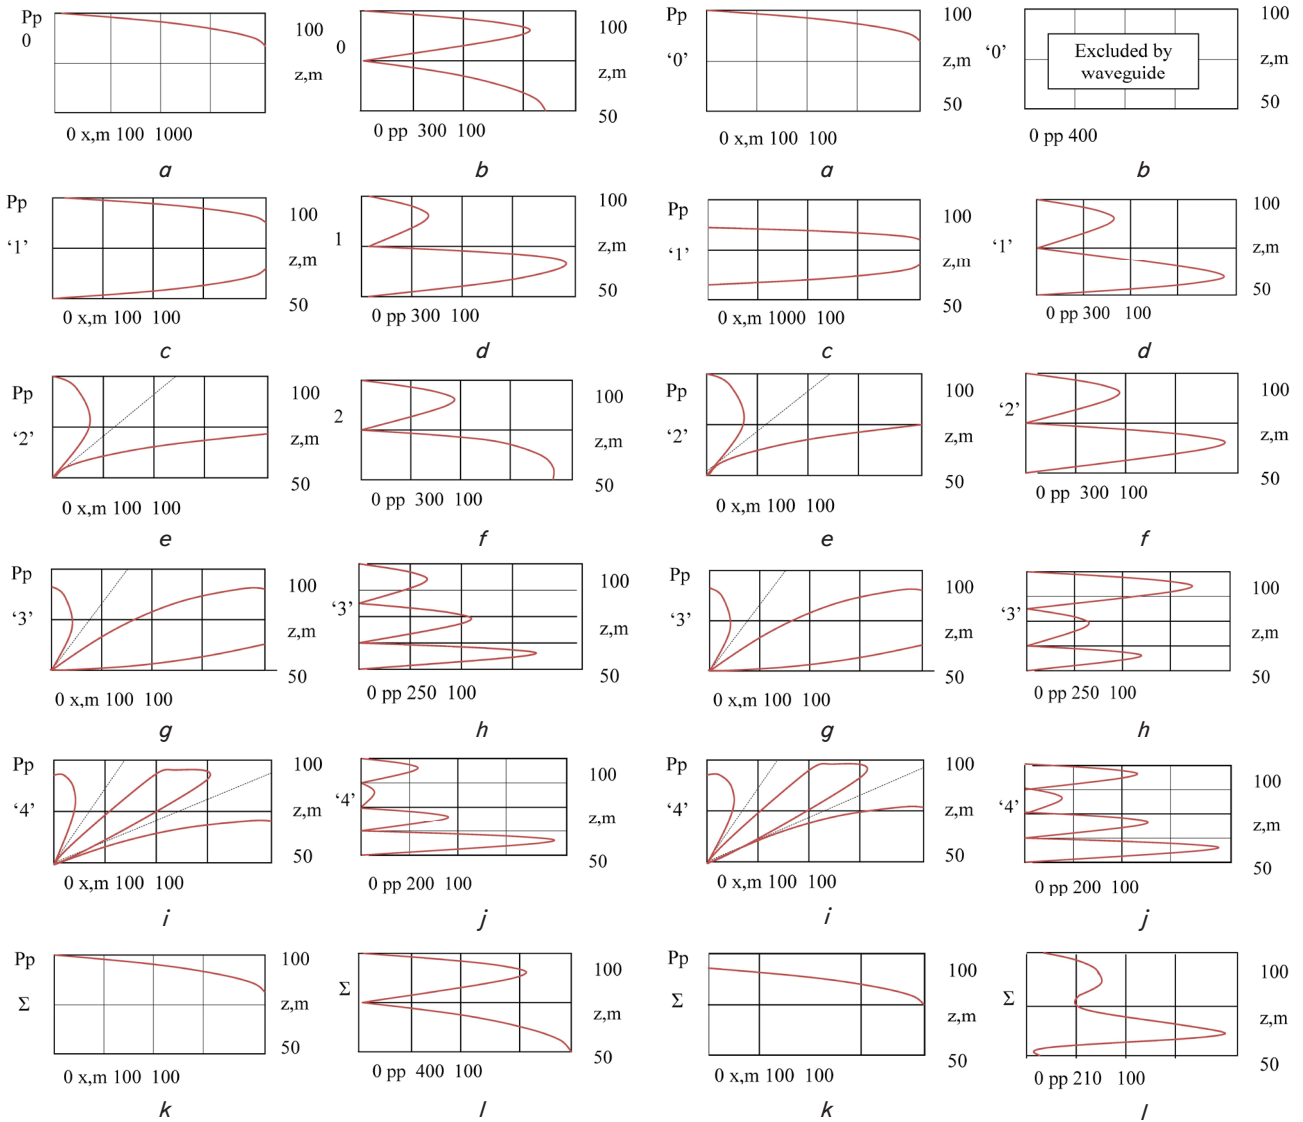 Pp
0
100
z,m
0 x,m 100 1000
a
0
100
z,m
50
0 pp 300 100
b
Pp
‘0’
100
z,m
50
0 x,m 100 100
a
‘0’
Excluded by
waveguide
100
z,m
50
0 pp 400
b
Pp
‘1’
100
z,m
50
0 x,m 100 100
c
1
100
z,m
50
0 pp 300 100
d
Pp
‘1’
100
z,m
50
0 x,m 1000 100
c
‘1’
100
z,m
50
0 pp 300 100
d
Pp
‘2’
100
z,m
50
0 x,m 100 100
e
2
100
z,m
50
0 pp 300 100
f
Pp
‘2’
100
z,m
50
0 x,m 100 100
e
‘2’
100
z,m
50
0 pp 300 100
f
Pp
‘3’
100
z,m
50
0 x,m 100 100
g
‘3’
100
z,m
50
0 pp 250 100
h
Pp
‘3’
100
z,m
50
0 x,m 100 100
g
‘3’
100
z,m
50
0 pp 250 100
h
Pp
‘4’
100
z,m
50
0 x,m 100 100
i
‘4’
100
z,m
50
0 pp 200 100
j
Pp
‘4’
100
z,m
50
0 x,m 100 100
i
‘4’
100
z,m
50
0 pp 200 100
j
Pp
Σ
100
z,m
50
0 x,m 100 100
k
Σ
100
z,m
50
0 pp 400 100
l
Pp
Σ
100
z,m
50
0 x,m 100 100
k
Σ
100
z,m
50
0 pp 210 100
l